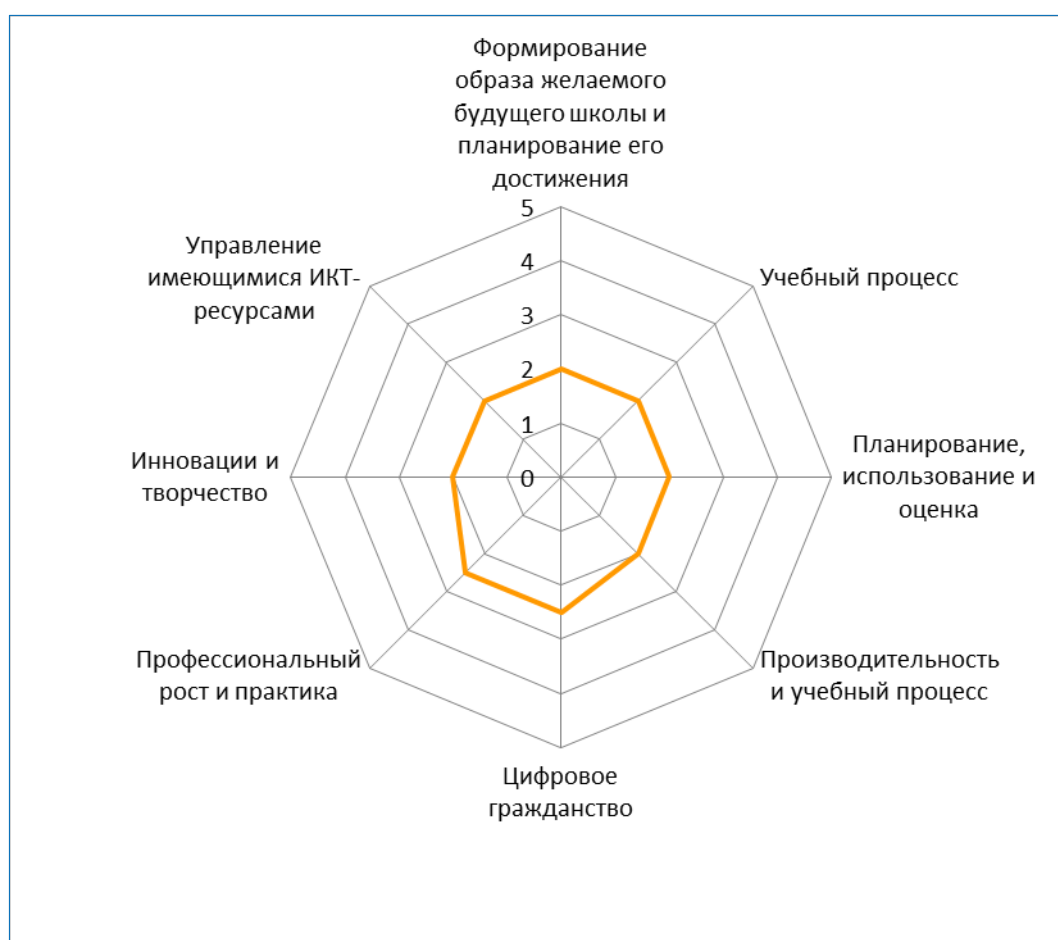 Формирование
образа желаемого
будущего школы и
планирование его
достижения
5
4
3
2
1
0
Учебный процесс
Планирование,
использование и
оценка
Производительность
и учебный процесс
Цифровое
гражданство
Профессиональный
рост и практика
Инновации и
творчество
Управление
имеющимися ИКТ-
ресурсами